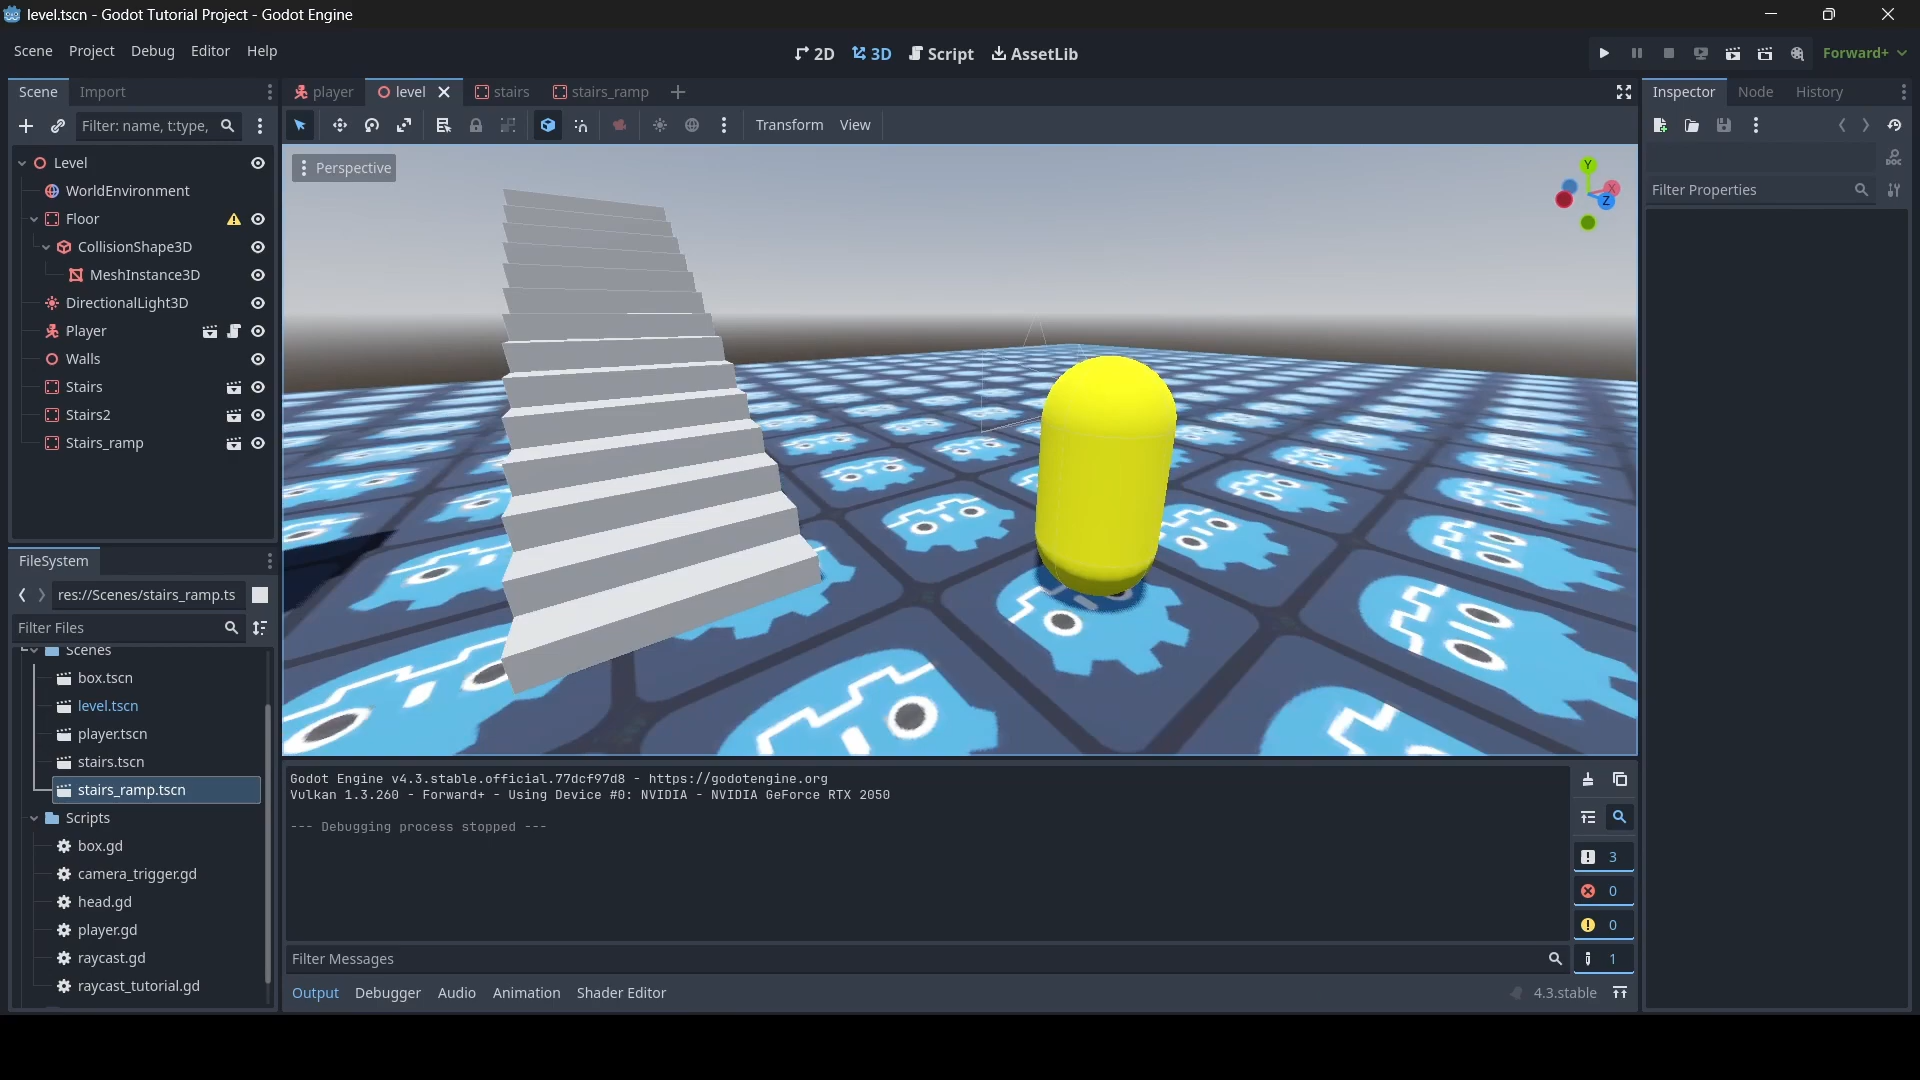 level.tscn - Godot Tutorial Project - Godot Engine
Scene Project Debug Editor Help
2D 3D Script AssetLib
Forward+
Scene Import
player level stairs stairs_ramp
Inspector Node History
Filter: name, t:type,
Transform View
Level
Perspective
Y
X
Z
DOC
WorldEnvironment
Filter Properties
Floor
CollisionShape3D
MeshInstance3D
DirectionalLight3D
Player
Walls
Stairs
Stairs2
Stairs_ramp
FileSystem
res://Scenes/stairs_ramp.ts
Filter Files
Scenes
box.tscn
level.tscn
player.tscn
stairs.tscn
stairs_ramp.tscn
Scripts
box.gd
camera_trigger.gd
head.gd
player.gd
raycast.gd
raycast_tutorial.gd
Godot Engine v4.3.stable.official.77dcf97d8 - https://godotengine.org
Vulkan 1.3.260 - Forward+ - Using Device #0: NVIDIA - NVIDIA GeForce RTX 2050
--- Debugging process stopped ---
3
0
0
1
Filter Messages
Output Debugger Audio Animation Shader Editor
4.3.stable